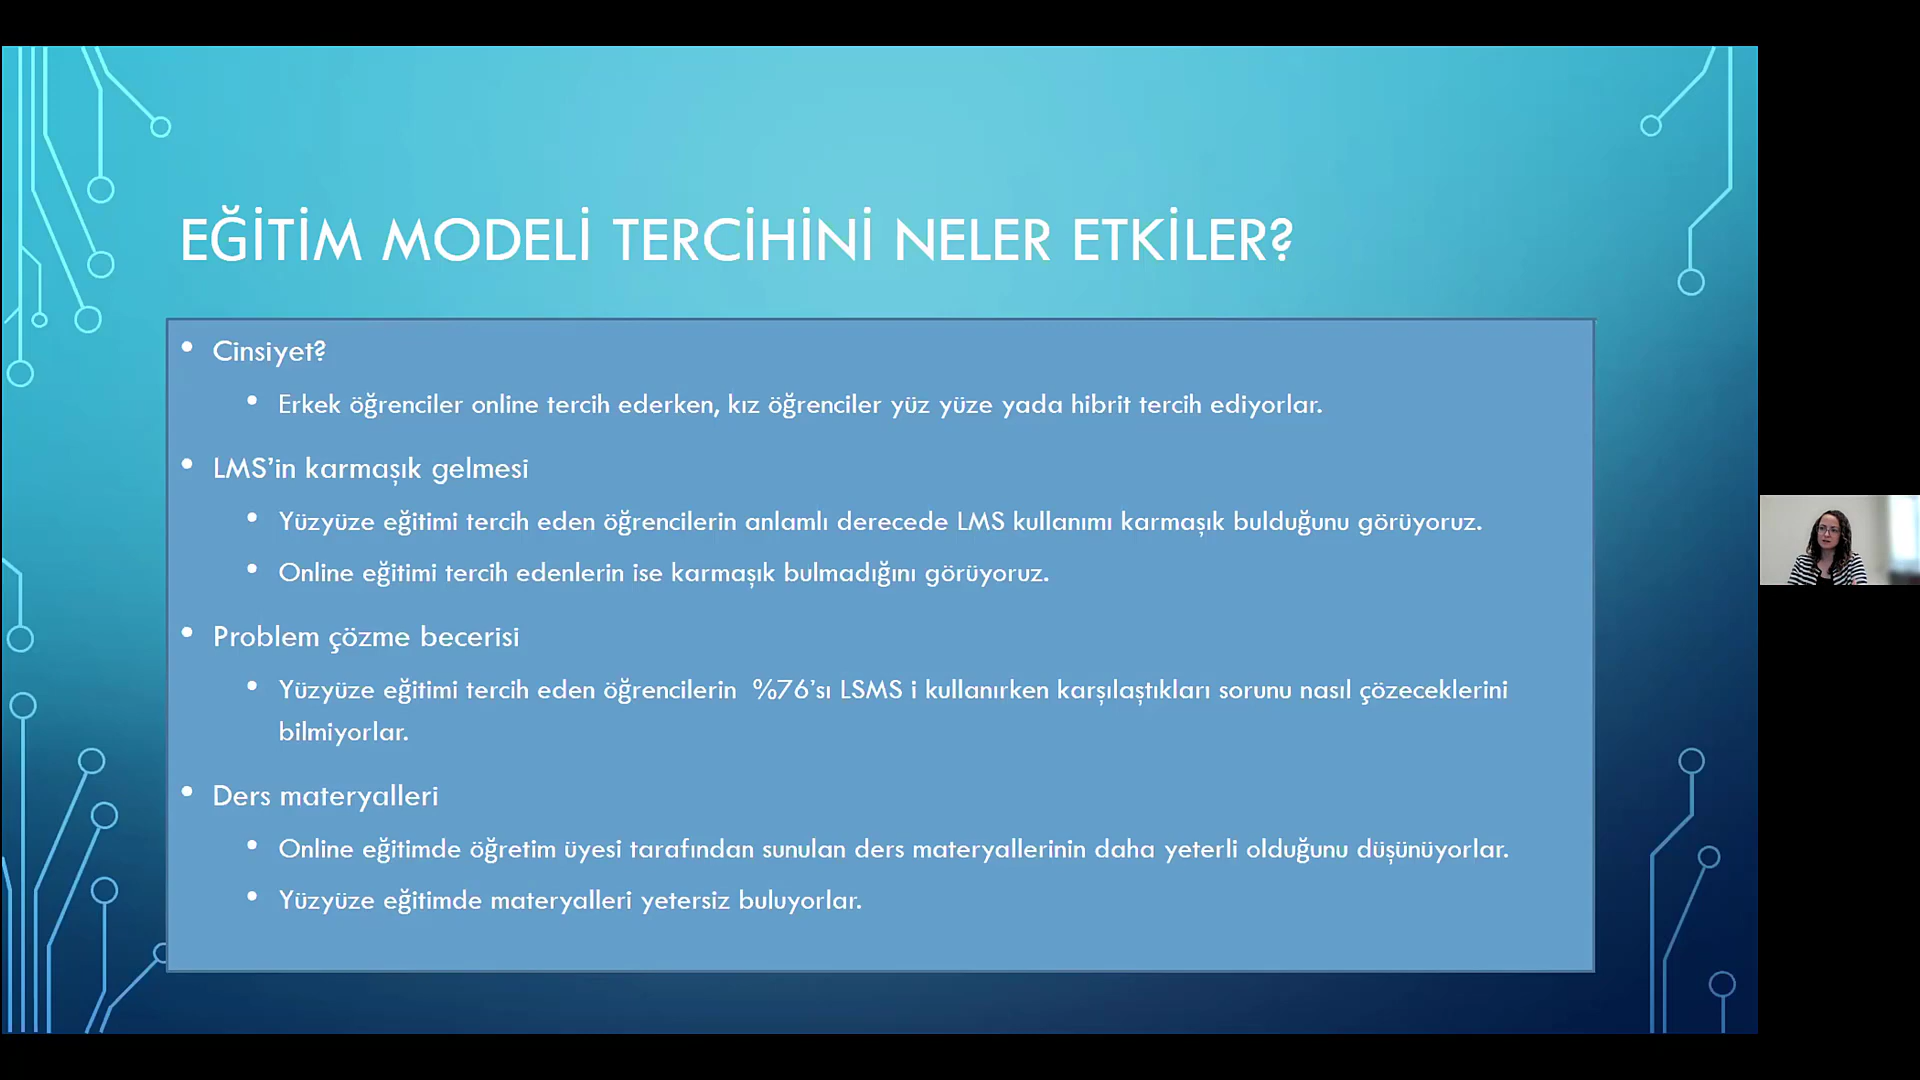 EĞİTİM MODELİ TERCİHİNİ NELER ETKİLER?
• Cinsiyet?
• Erkek öğrenciler online tercih ederken, kız öğrenciler yüz yüze yada hibrit tercih ediyorlar.
• LMS’in karmaşık gelmesi
• Yüzyüze eğitimi tercih eden öğrencilerin anlamlı derecede LMS kullanımı karmaşık bulduğunu görüyoruz.
• Online eğitimi tercih edenlerin ise karmaşık bulmadığını görüyoruz.
• Problem çözme becerisi
• Yüzyüze eğitimi tercih eden öğrencilerin %76’sı LSMS i kullanırken karşılaştıkları sorunu nasıl çözeceklerini
bilmiyorlar.
• Ders materyalleri
• Online eğitimde öğretim üyesi tarafından sunulan ders materyallerinin daha yeterli olduğunu düşünüyorlar.
• Yüzyüze eğitimde materyalleri yetersiz buluyorlar.